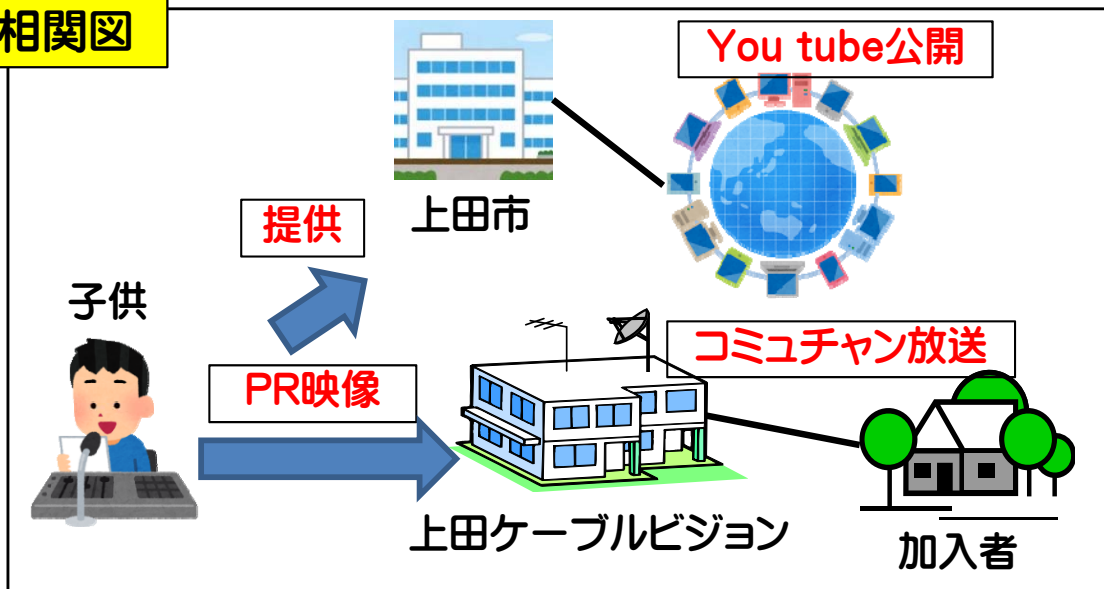 相関図
You tube公開
上田市
提供
子供
コミュチャン放送
PR映像
上田ケーブルビジョン
加入者